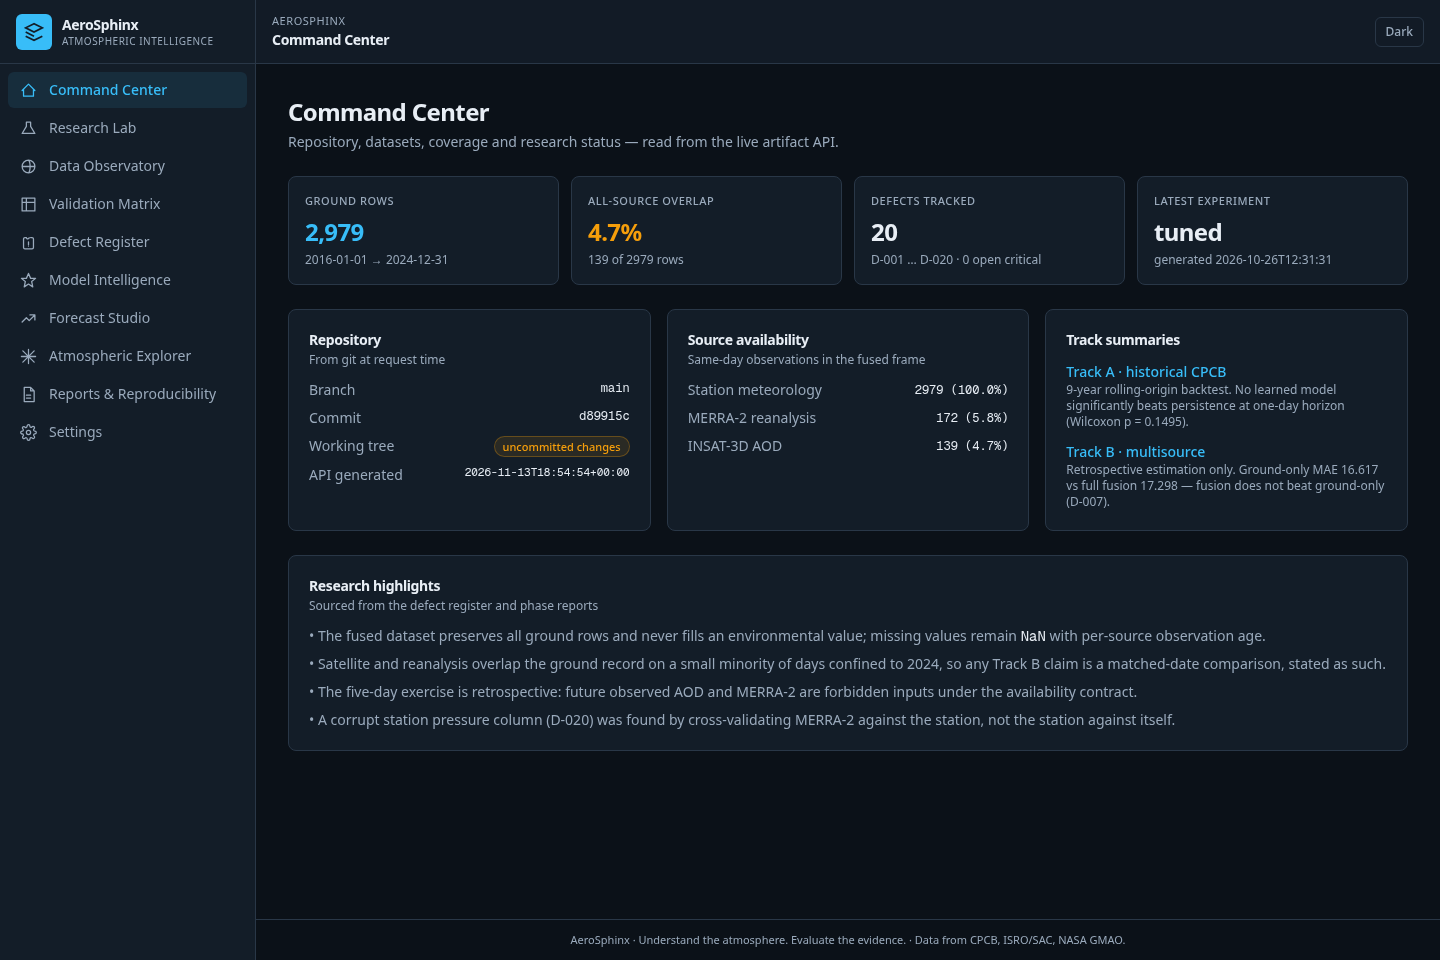 AeroSphinx
ATMOSPHERIC INTELLIGENCE
Command Center
Research Lab
Data Observatory
Validation Matrix
Defect Register
Model Intelligence
Forecast Studio
Atmospheric Explorer
Reports & Reproducibility
Settings
AEROSPHINX
Command Center
Dark
Command Center
Repository, datasets, coverage and research status — read from the live artifact API.
GROUND ROWS
2,979
2016-01-01 → 2024-12-31
ALL-SOURCE OVERLAP
4.7%
139 of 2979 rows
DEFECTS TRACKED
20
D-001 … D-020 · 0 open critical
LATEST EXPERIMENT
tuned
generated 2026-10-26T12:31:31
Repository
From git at request time
Branch main
Commit d89915c
Working tree uncommitted changes
API generated 2026-11-13T18:54:54+00:00
Source availability
Same-day observations in the fused frame
Station meteorology 2979 (100.0%)
MERRA-2 reanalysis 172 (5.8%)
INSAT-3D AOD 139 (4.7%)
Track summaries
Track A · historical CPCB
9-year rolling-origin backtest. No learned model
significantly beats persistence at one-day horizon
(Wilcoxon p = 0.1495).
Track B · multisource
Retrospective estimation only. Ground-only MAE 16.617
vs full fusion 17.298 — fusion does not beat ground-only
(D-007).
Research highlights
Sourced from the defect register and phase reports
• The fused dataset preserves all ground rows and never fills an environmental value; missing values remain NaN with per-source observation age.
• Satellite and reanalysis overlap the ground record on a small minority of days confined to 2024, so any Track B claim is a matched-date comparison, stated as such.
• The five-day exercise is retrospective: future observed AOD and MERRA-2 are forbidden inputs under the availability contract.
• A corrupt station pressure column (D-020) was found by cross-validating MERRA-2 against the station, not the station against itself.
AeroSphinx · Understand the atmosphere. Evaluate the evidence. · Data from CPCB, ISRO/SAC, NASA GMAO.